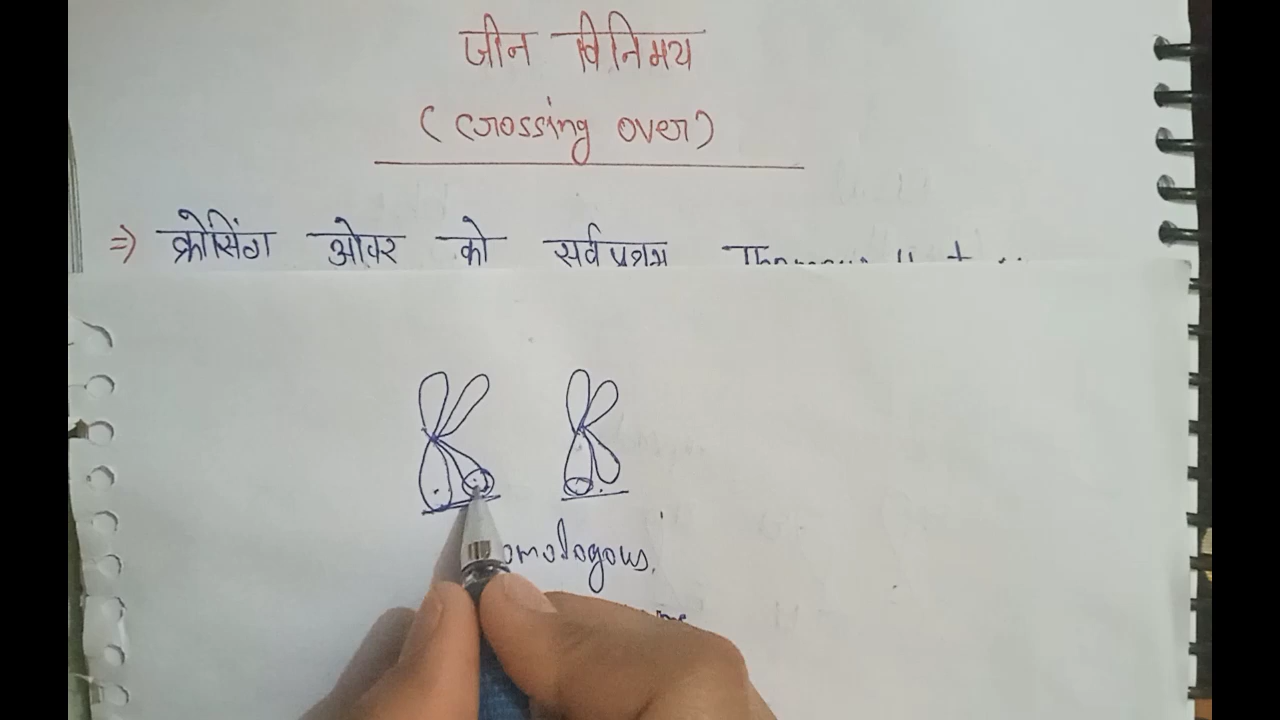 जीन विनिमय
(crossing over)
⇒ क्रोसिंग ओवर को सर्वप्रथम
omologous.